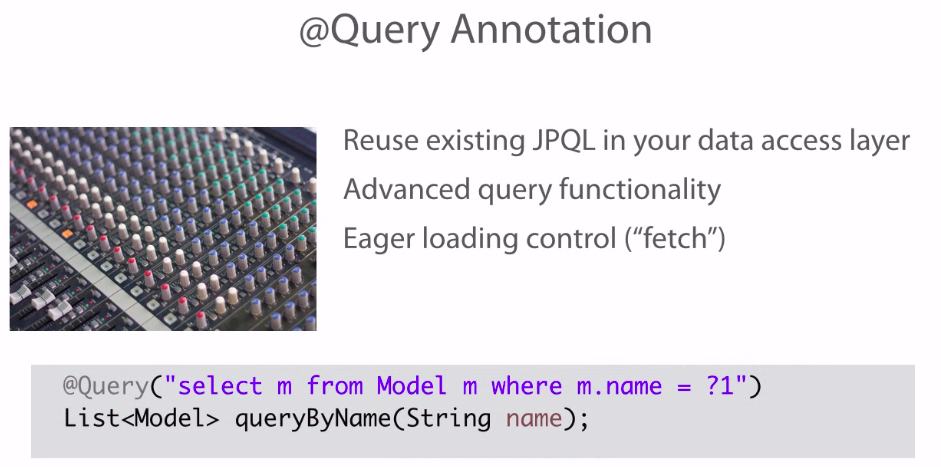 @Query Annotation
Reuse existing JPQL in your data access layer
Advanced query functionality
Eager loading control (“fetch”)
@Query("select m from Model m where m.name = ?1")
List<Model> queryByName(String name);